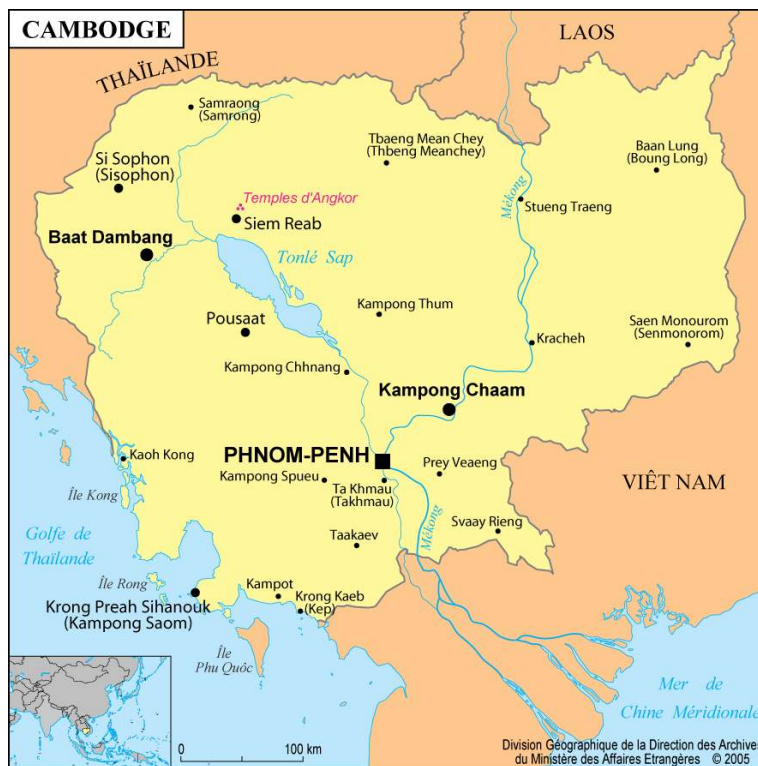 CAMBODGE
LAOS
THAÏLANDE
Samraong
(Samrong)
Tbaeng Mean Chey
(Thbeng Meanchey)
Baan Lung
(Boung Long)
Si Sophon
(Sisophon)
Temples d'Angkor
Siem Reab
Mékong
Stueng Traeng
Baat Dambang
Tonlé Sap
Kampong Thum
Pousaat
Saen Monourom
(Senmonorom)
Kracheh
Kampong Chhnang
Kampong Chaam
PHNOM-PENH
Kaoh Kong
Kampong Spueu
Prey Veaeng
Ta Khmau
(Takhmau)
VIÊT NAM
Île Kong
Svaay Rieng
Golfe de
Thaïlande
Taakaev
Mékong
Île Rong
Kampot
Krong Kaeb
(Kep)
Krong Preah Sihanouk
(Kampong Saom)
Île
Phu Quôc
Mer de
Chine Méridionale
0
100 km
Division Géographique de la Direction des Archives
du Ministère des Affaires Etrangères © 2005